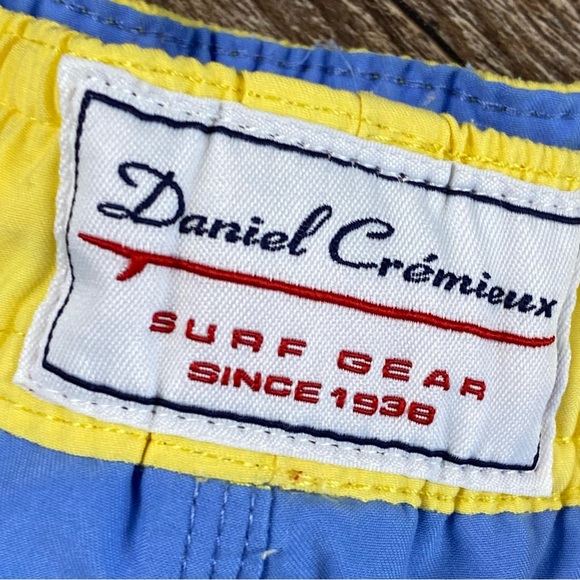 Daniel Crémieux
SURF GEAR
SINCE 1938